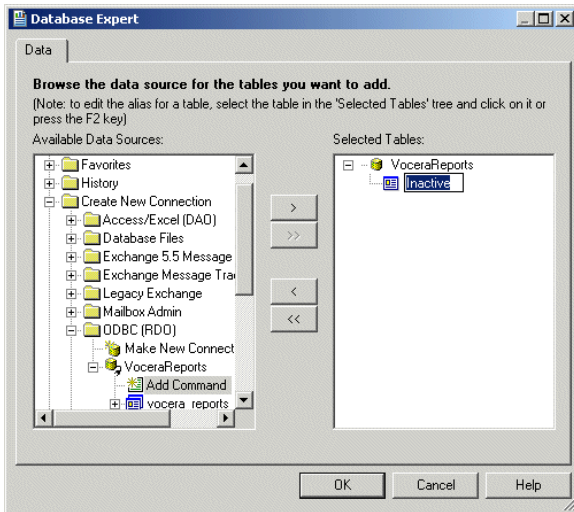 Database Expert
Data
Browse the data source for the tables you want to add.
(Note: to edit the alias for a table, select the table in the 'Selected Tables' tree and click on it or
press the F2 key)
Available Data Sources:
Selected Tables:
Favorites
History
Create New Connection
Access/Excel (DAO)
Database Files
Exchange 5.5 Message
Exchange Message Trac
Legacy Exchange
Mailbox Admin
ODBC (RDO)
Make New Connect
VoceraReports
Add Command
vocera_reports
>
>>
<
<<
VoceraReports
Inactive
OK
Cancel
Help